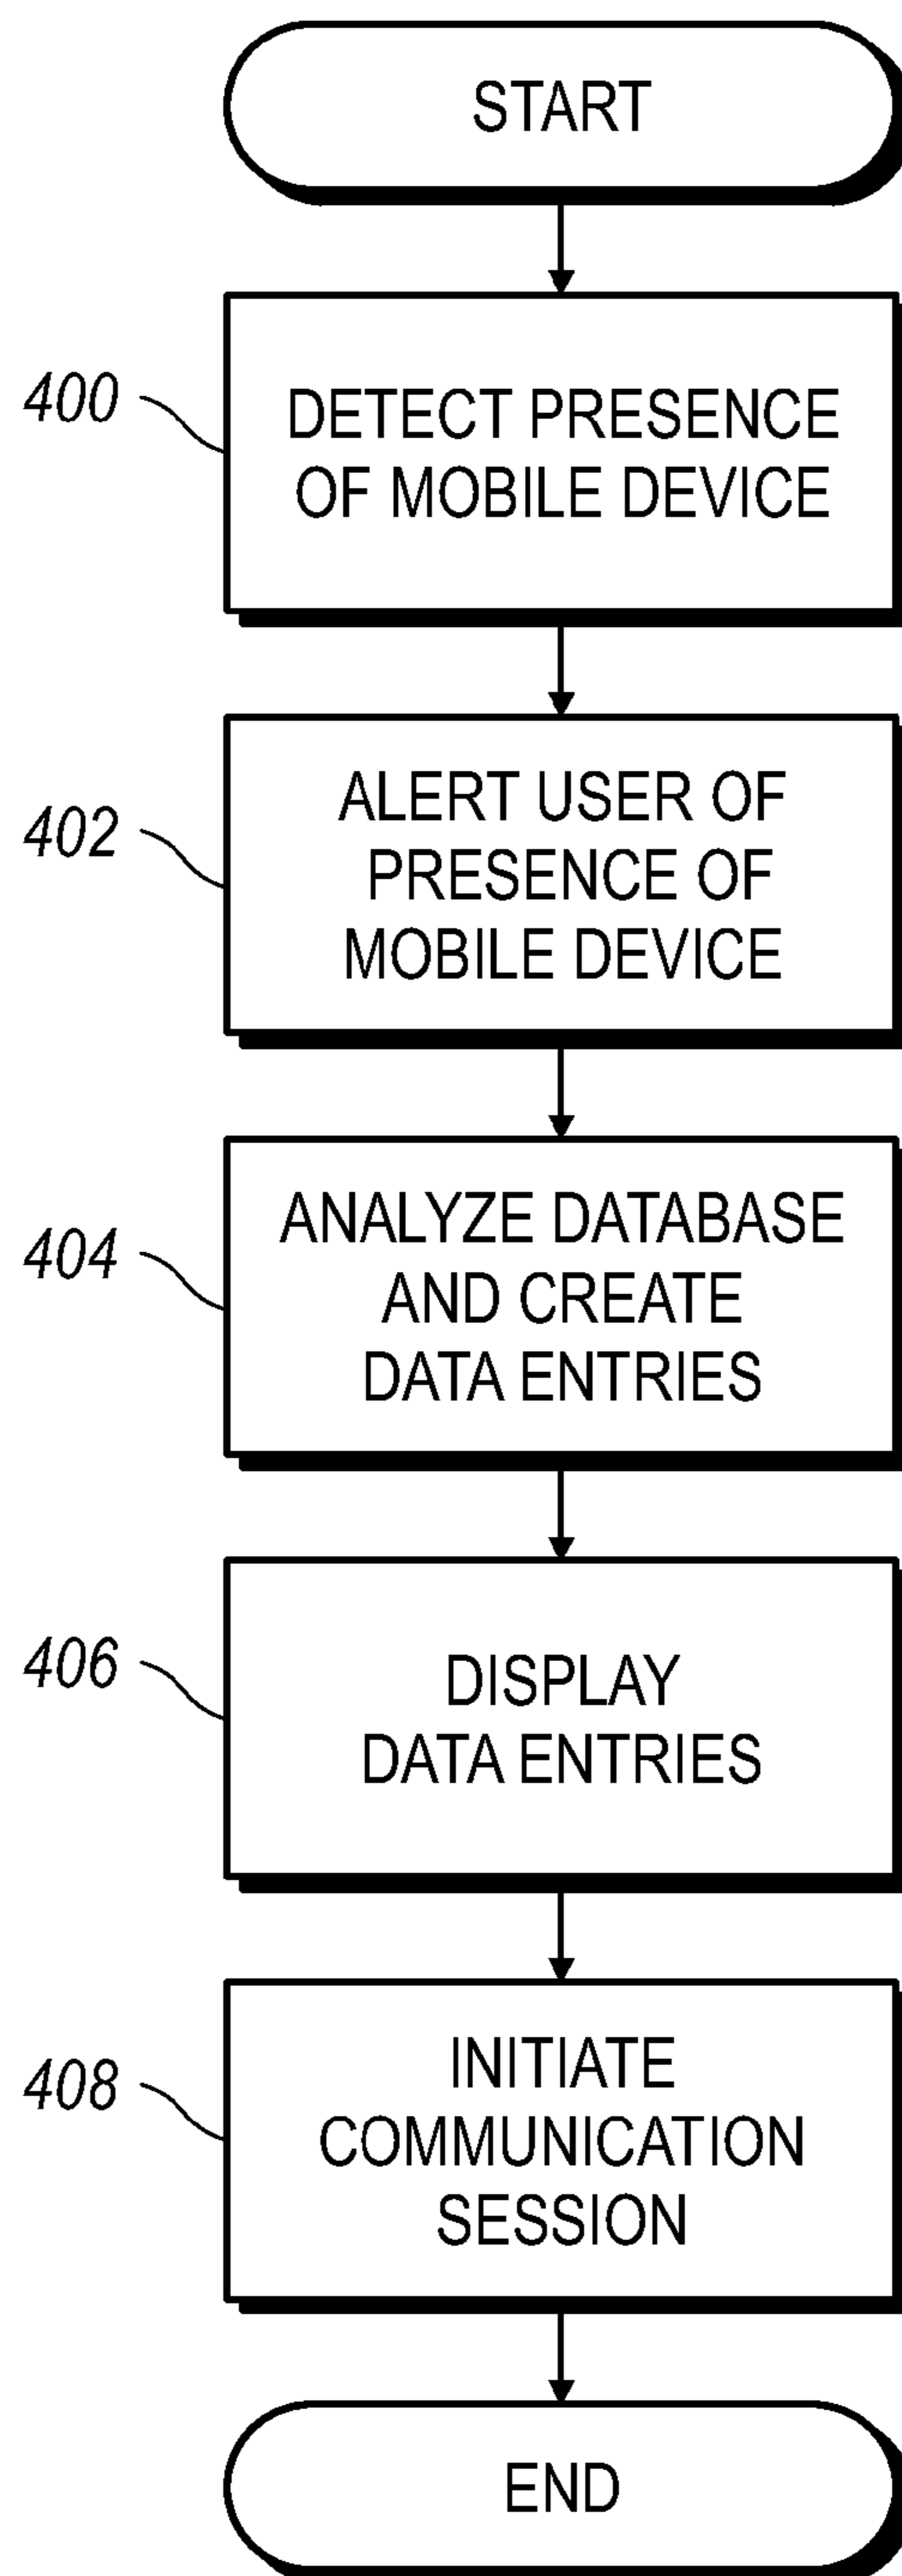 START
400
DETECT PRESENCE
OF MOBILE DEVICE
402
ALERT USER OF
PRESENCE OF
MOBILE DEVICE
404
ANALYZE DATABASE
AND CREATE
DATA ENTRIES
406
DISPLAY
DATA ENTRIES
408
INITIATE
COMMUNICATION
SESSION
END